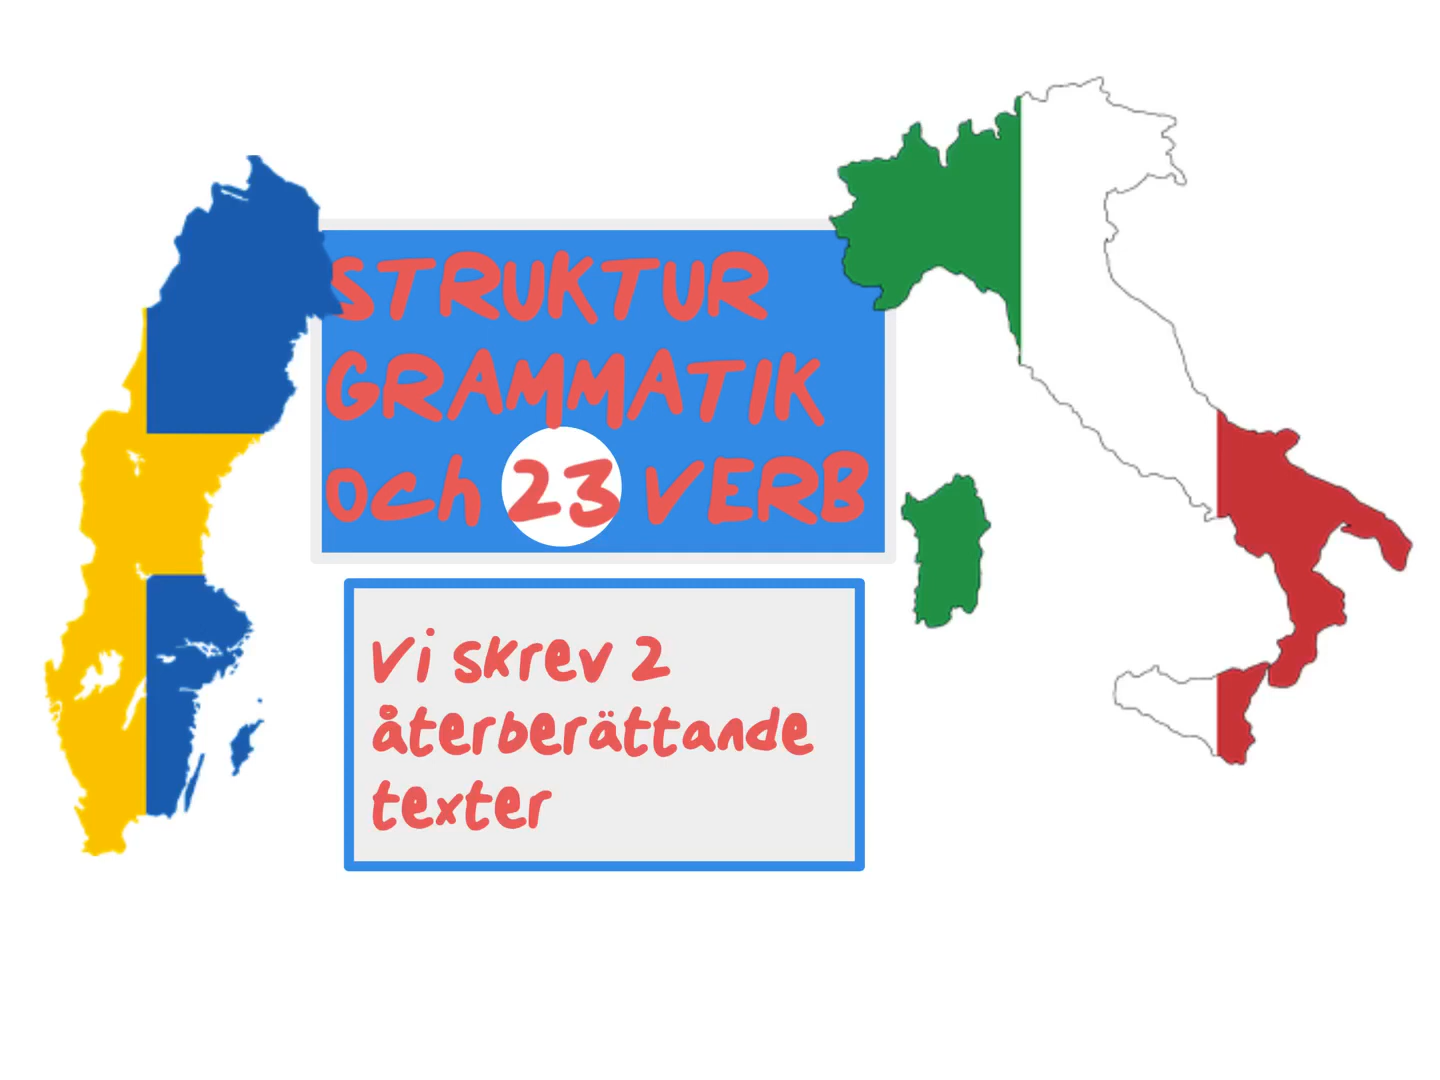 STRUKTUR
GRAMMATIK
och 23 VERB
Vi skrev 2
återberättande
texter